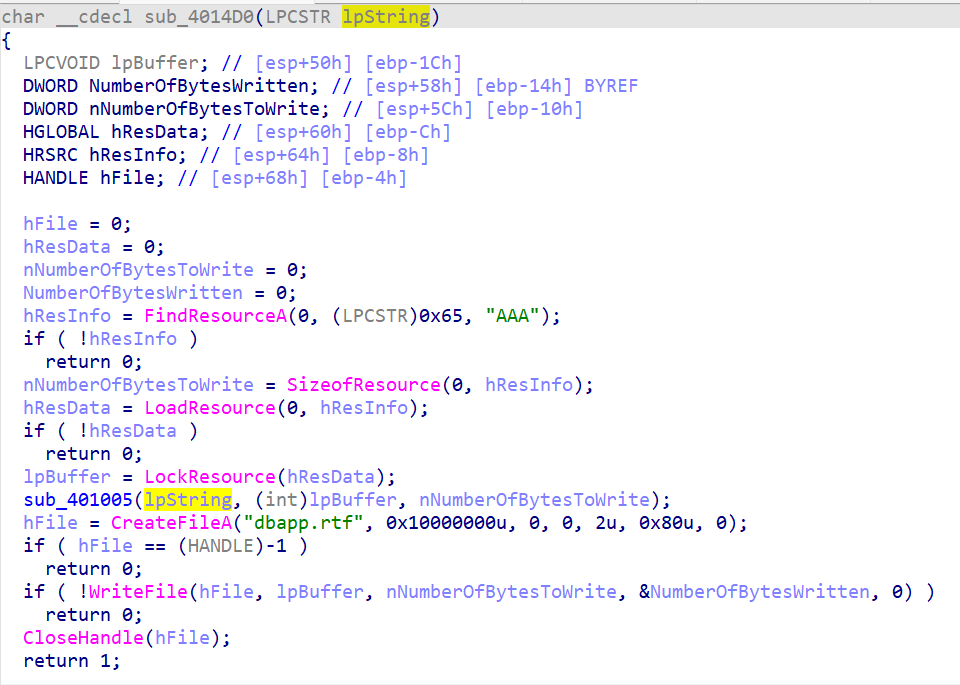 char __cdecl sub_4014D0(LPCSTR lpString)
{
  LPCVOID lpBuffer; // [esp+50h] [ebp-1Ch]
  DWORD NumberOfBytesWritten; // [esp+58h] [ebp-14h] BYREF
  DWORD nNumberOfBytesToWrite; // [esp+5Ch] [ebp-10h]
  HGLOBAL hResData; // [esp+60h] [ebp-Ch]
  HRSRC hResInfo; // [esp+64h] [ebp-8h]
  HANDLE hFile; // [esp+68h] [ebp-4h]

  hFile = 0;
  hResData = 0;
  nNumberOfBytesToWrite = 0;
  NumberOfBytesWritten = 0;
  hResInfo = FindResourceA(0, (LPCSTR)0x65, "AAA");
  if ( !hResInfo )
    return 0;
  nNumberOfBytesToWrite = SizeofResource(0, hResInfo);
  hResData = LoadResource(0, hResInfo);
  if ( !hResData )
    return 0;
  lpBuffer = LockResource(hResData);
  sub_401005(lpString, (int)lpBuffer, nNumberOfBytesToWrite);
  hFile = CreateFileA("dbapp.rtf", 0x10000000u, 0, 0, 2u, 0x80u, 0);
  if ( hFile == (HANDLE)-1 )
    return 0;
  if ( !WriteFile(hFile, lpBuffer, nNumberOfBytesToWrite, &NumberOfBytesWritten, 0) )
    return 0;
  CloseHandle(hFile);
  return 1;